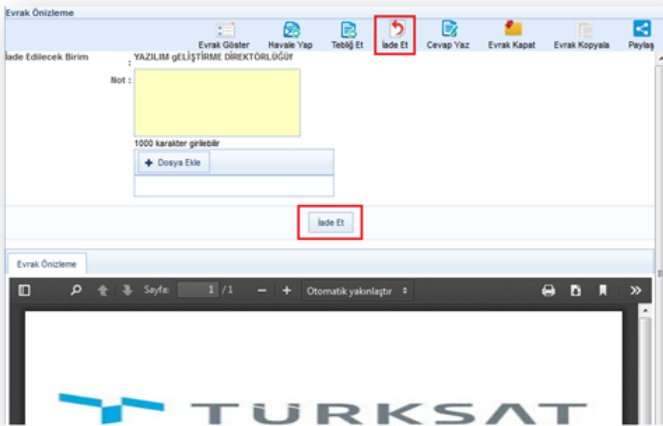 Evrak Önizleme
Evrak Göster Havale Yap Tebliğ Et İade Et Cevap Yaz Evrak Kapat Evrak Kopyala Paylaş
İade Edilecek Birim : YAZILIM gELİŞTİRME DİREKTÖRLÜĞÜf
Not :
1000 karakter girilebilir
+ Dosya Ekle
İade Et
Evrak Önizleme
Sayfa: 1 / 1 − + Otomatik yakınlaştır
TÜRKSAT